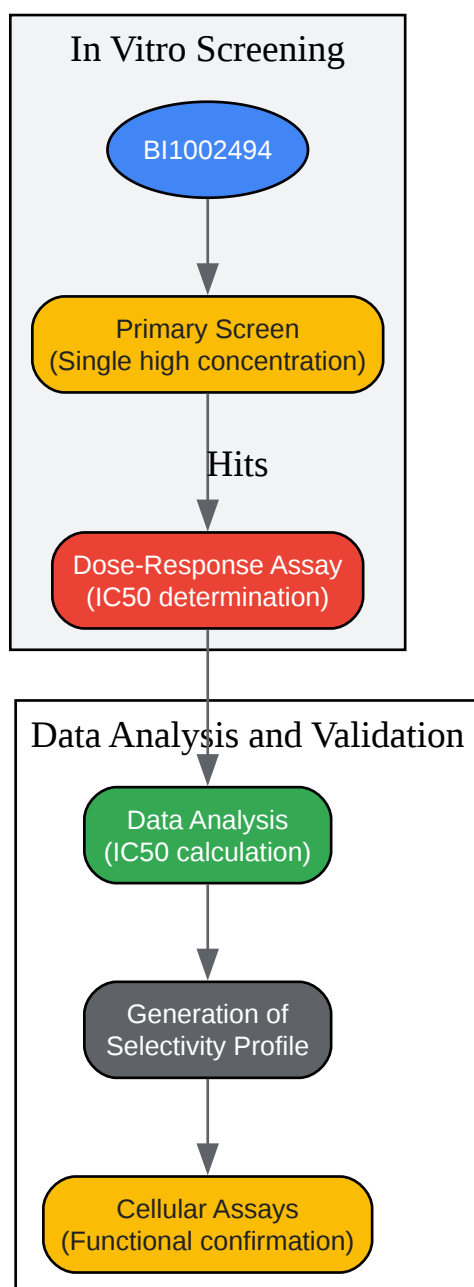 In Vitro Screening
BI1002494
Primary Screen
(Single high concentration)
Hits
Dose-Response Assay
(IC50 determination)
Data Analysis and Validation
Data Analysis
(IC50 calculation)
Generation of
Selectivity Profile
Cellular Assays
(Functional confirmation)